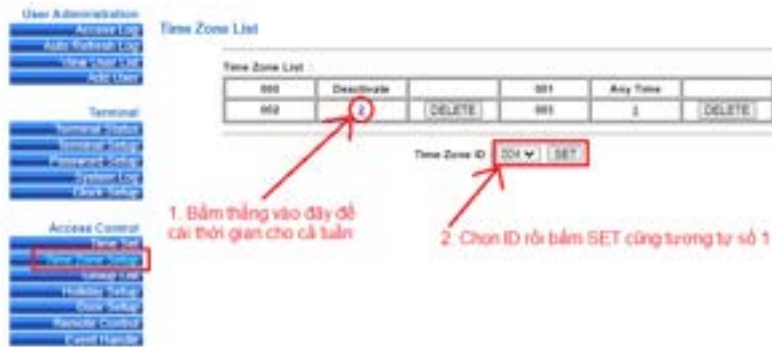 User Administration
Access Log
Auto Refresh Log
View User List
Add User
Terminal
Terminal Status
Terminal Setup
Password Setup
System Log
Clock Setup
Access Control
Time Set
Time Zone Setup
Group List
Holiday Setup
Door Setup
Remote Control
Event Handle
Time Zone List
Time Zone List :
000 Deactivate 001 Any Time
002 2 DELETE 003 3 DELETE
Time Zone ID 004 SET
1. Bấm thẳng vào đây để
cài thời gian cho cả tuần
2. Chọn ID rồi bấm SET cũng tương tự số 1